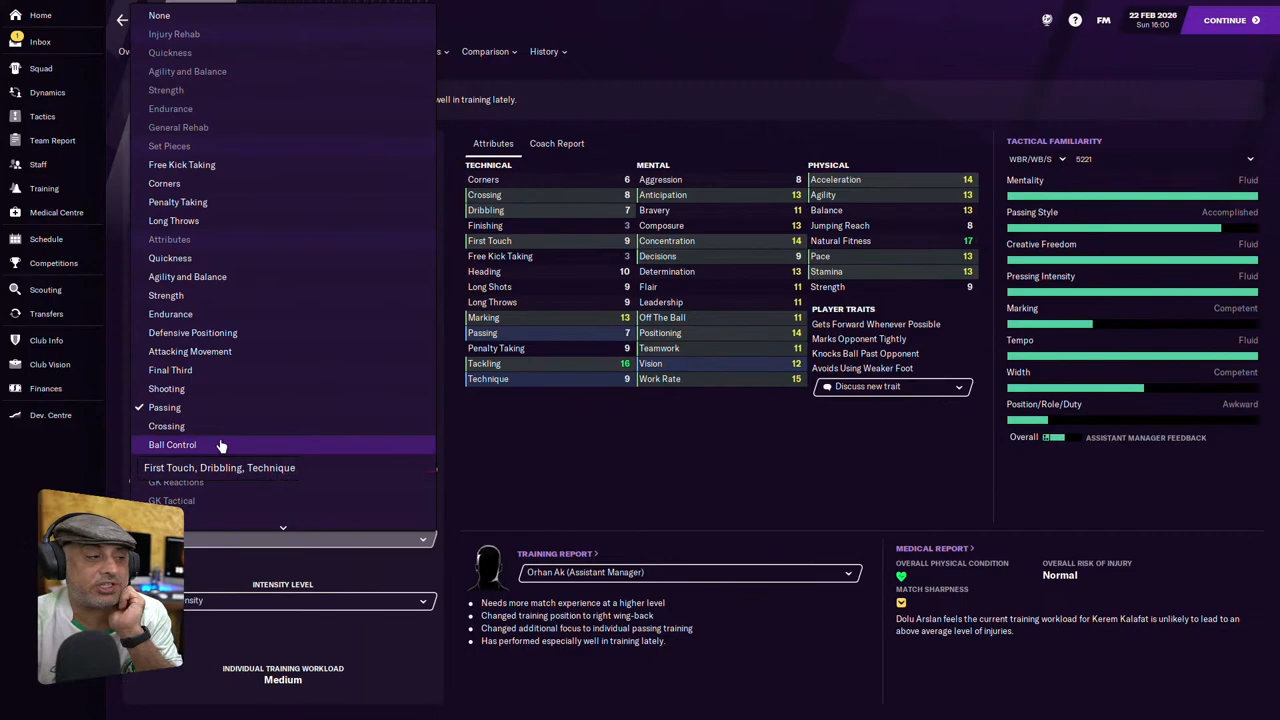 Home
1
Inbox
Squad
Dynamics
Tactics
Team Report
Staff
Training
Medical Centre
Schedule
Competitions
Scouting
Transfers
Club Info
Club Vision
Finances
Dev. Centre
None
Injury Rehab
Quickness
Agility and Balance
Strength
Endurance
General Rehab
Set Pieces
Free Kick Taking
Corners
Penalty Taking
Long Throws
Attributes
Quickness
Agility and Balance
Strength
Endurance
Defensive Positioning
Attacking Movement
Final Third
Shooting
Passing
Crossing
Ball Control
First Touch, Dribbling, Technique
GK Reactions
GK Tactical
INTENSITY LEVEL
nsity
INDIVIDUAL TRAINING WORKLOAD
Medium
FM
22 FEB 2026
Sun 16:00
CONTINUE
Ov
s
Comparison
History
well in training lately.
Attributes
Coach Report
TECHNICAL
Corners 6
Crossing 8
Dribbling 7
Finishing 3
First Touch 9
Free Kick Taking 3
Heading 10
Long Shots 9
Long Throws 9
Marking 13
Passing 7
Penalty Taking 9
Tackling 16
Technique 9
MENTAL
Aggression 8
Anticipation 13
Bravery 11
Composure 13
Concentration 14
Decisions 9
Determination 13
Flair 11
Leadership 11
Off The Ball 11
Positioning 14
Teamwork 11
Vision 12
Work Rate 15
PHYSICAL
Acceleration 14
Agility 13
Balance 13
Jumping Reach 8
Natural Fitness 17
Pace 13
Stamina 13
Strength 9
PLAYER TRAITS
Gets Forward Whenever Possible
Marks Opponent Tightly
Knocks Ball Past Opponent
Avoids Using Weaker Foot
Discuss new trait
TACTICAL FAMILIARITY
WBR/WB/S 5221
Mentality Fluid
Passing Style Accomplished
Creative Freedom Fluid
Pressing Intensity Fluid
Marking Competent
Tempo Fluid
Width Competent
Position/Role/Duty Awkward
Overall ASSISTANT MANAGER FEEDBACK
TRAINING REPORT
Orhan Ak (Assistant Manager)
Needs more match experience at a higher level
Changed training position to right wing-back
Changed additional focus to individual passing training
Has performed especially well in training lately.
MEDICAL REPORT
OVERALL PHYSICAL CONDITION
MATCH SHARPNESS
OVERALL RISK OF INJURY
Normal
Dolu Arslan feels the current training workload for Kerem Kalafat is unlikely to lead to an
above average level of injuries.